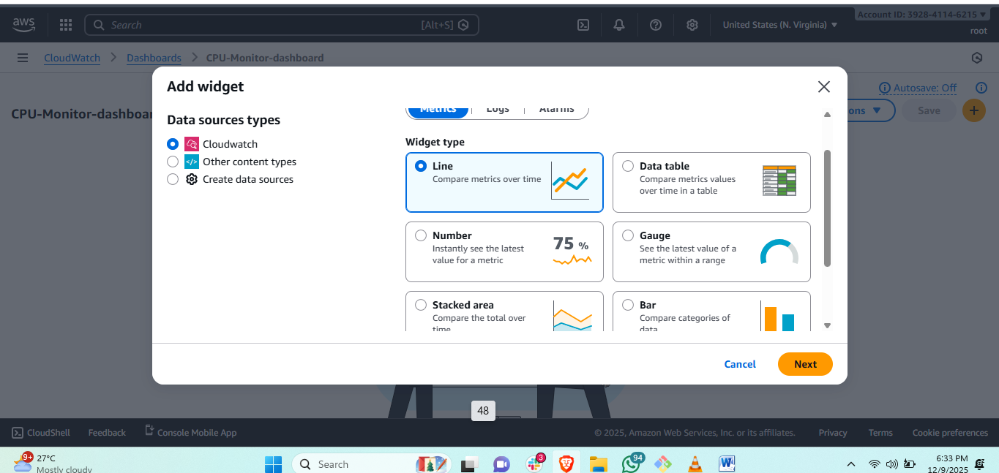 aws
Search
[Alt+S]
United States (N. Virginia)
Account ID: 3928-4114-6215
root
CloudWatch
Dashboards
CPU-Monitor-dashboard
Autosave: Off
CPU-Monitor-dashboar
ons
Save
+
Add widget
Data sources types
Cloudwatch
Other content types
Create data sources
Metrics
Logs
Alarms
Widget type
Line
Compare metrics over time
Data table
Compare metrics values
over time in a table
Number
Instantly see the latest
value for a metric
75 %
Gauge
See the latest value of a
metric within a range
Stacked area
Compare the total over
time
Bar
Compare categories of
data
Cancel
Next
48
CloudShell
Feedback
Console Mobile App
© 2025, Amazon Web Services, Inc. or its affiliates.
Privacy
Terms
Cookie preferences
9+
27°C
Mostly cloudy
Search
3
94
W
6:33 PM
12/9/2025